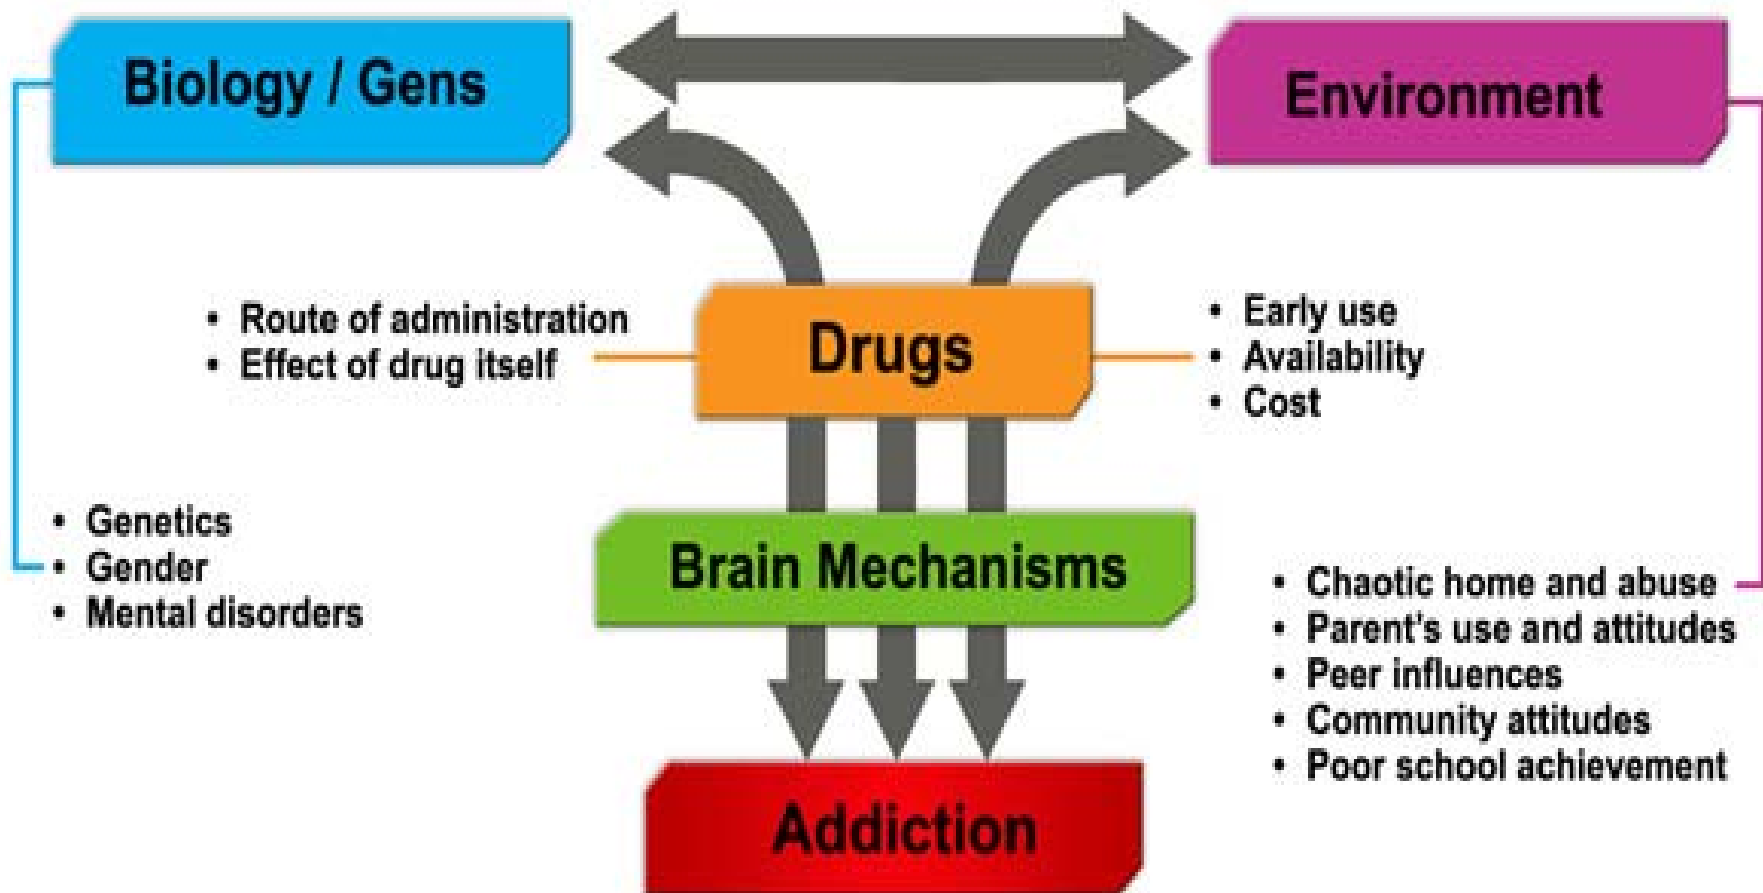 Biology / Gens
Environment
• Route of administration
• Effect of drug itself
Drugs
• Early use
• Availability
• Cost
• Genetics
• Gender
• Mental disorders
Brain Mechanisms
• Chaotic home and abuse
• Parent's use and attitudes
• Peer influences
• Community attitudes
• Poor school achievement
Addiction